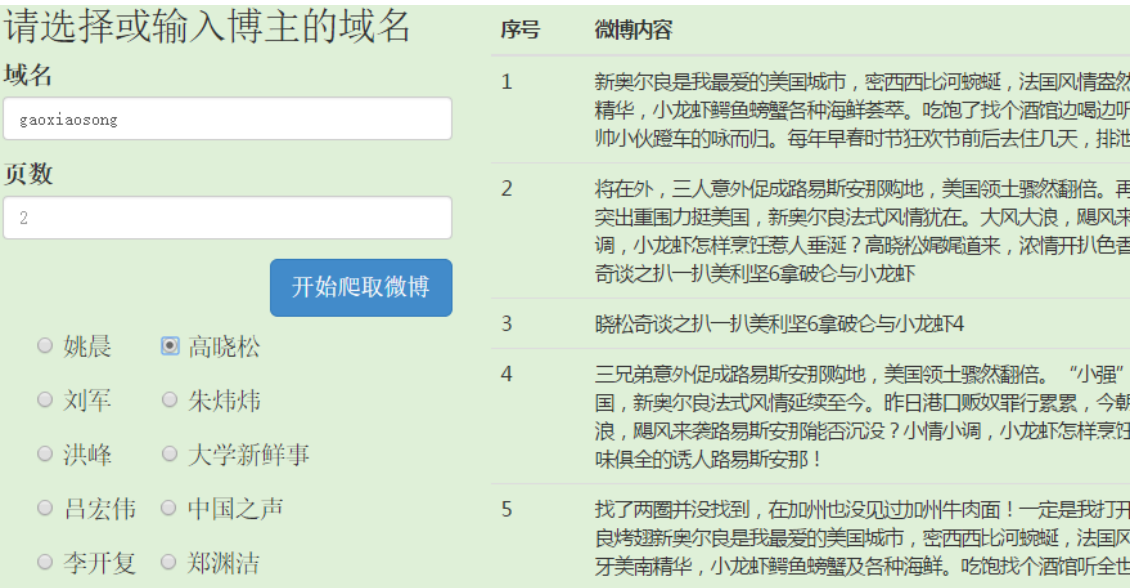 请选择或输入博主的域名
域名
gaoxiaosong
页数
2
开始爬取微博
姚晨 高晓松
刘军 朱炜炜
洪峰 大学新鲜事
吕宏伟 中国之声
李开复 郑渊洁
序号 微博内容
1 新奥尔良是我最爱的美国城市，密西西比河蜿蜒，法国风情盎然
精华，小龙虾鳄鱼螃蟹各种海鲜荟萃。吃饱了找个酒馆边喝边听
帅小伙蹬车的咏而归。每年早春时节狂欢节前后去住几天，排泄
2 将在外，三人意外促成路易斯安那购地，美国领土骤然翻倍。再
突出重围力挺美国，新奥尔良法式风情犹在。大风大浪，飓风来
调，小龙虾怎样烹饪惹人垂涎？高晓松娓娓道来，浓情开扒色香
奇谈之扒一扒美利坚6拿破仑与小龙虾
3 晓松奇谈之扒一扒美利坚6拿破仑与小龙虾4
4 三兄弟意外促成路易斯安那购地，美国领土骤然翻倍。“小强”
国，新奥尔良法式风情延续至今。昨日港口贩奴罪行累累，今朝
浪，飓风来袭路易斯安那能否沉没？小情小调，小龙虾怎样烹饪
味俱全的诱人路易斯安那！
5 找了两圈并没找到，在加州也没见过加州牛肉面！一定是我打开
良烤翅新奥尔良是我最爱的美国城市，密西西比河蜿蜒，法国风
牙美南精华，小龙虾鳄鱼螃蟹及各种海鲜。吃饱找个酒馆听全世